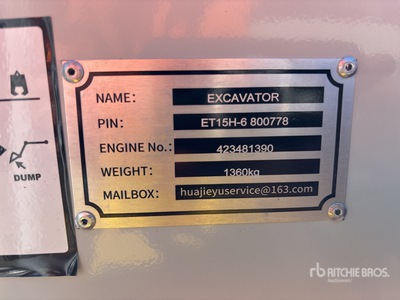 NAME: EXCAVATOR
PIN: ET15H-6 800778
ENGINE No.: 423481390
WEIGHT: 1360kg
MAILBOX: huajieyuservice@163.com
DUMP
rb RITCHIE BROS.